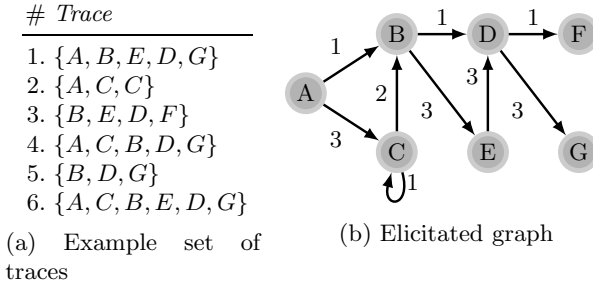 # Trace
1. {A, B, E, D, G}
2. {A, C, C}
3. {B, E, D, F}
4. {A, C, B, D, G}
5. {B, D, G}
6. {A, C, B, E, D, G}
(a) Example set of
traces
1 1
B D F
1
A
2 3 3 3
3
C E G
1
(b) Elicitated graph